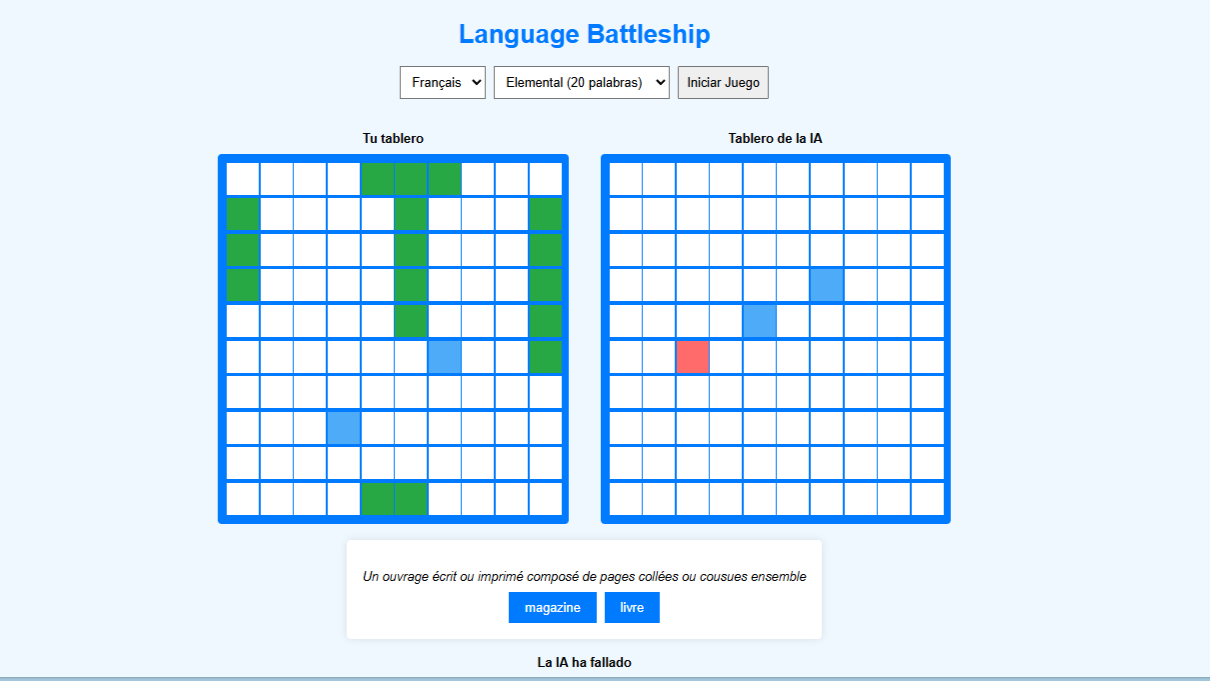 Language Battleship
Français Elemental (20 palabras) Iniciar Juego
Tu tablero
Tablero de la IA
Un ouvrage écrit ou imprimé composé de pages collées ou cousues ensemble
magazine livre
La IA ha fallado